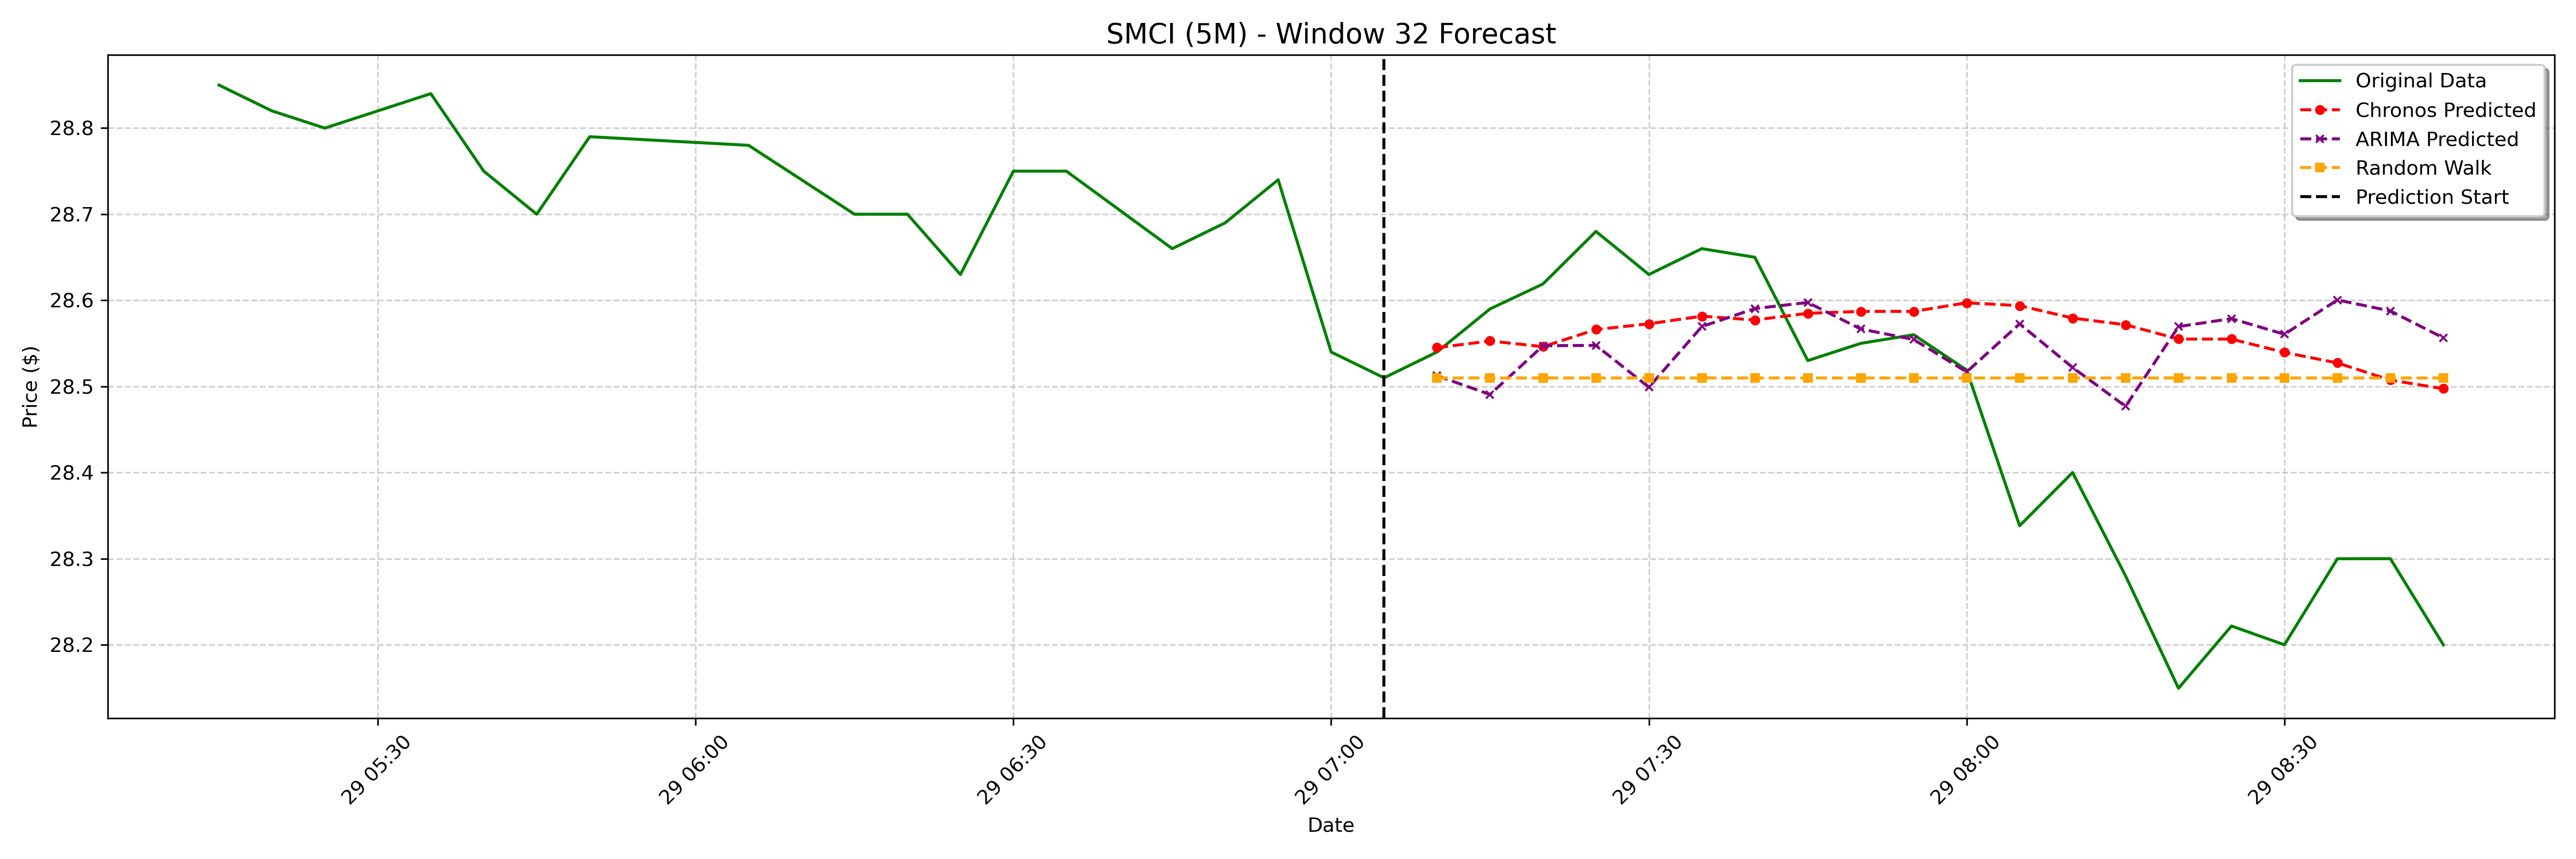 SMCI (5M) - Window 32 Forecast
Original Data
Chronos Predicted
ARIMA Predicted
Random Walk
Prediction Start
Price ($)
28.8
28.7
28.6
28.5
28.4
28.3
28.2
29 05:30
29 06:00
29 06:30
29 07:00
29 07:30
29 08:00
29 08:30
Date